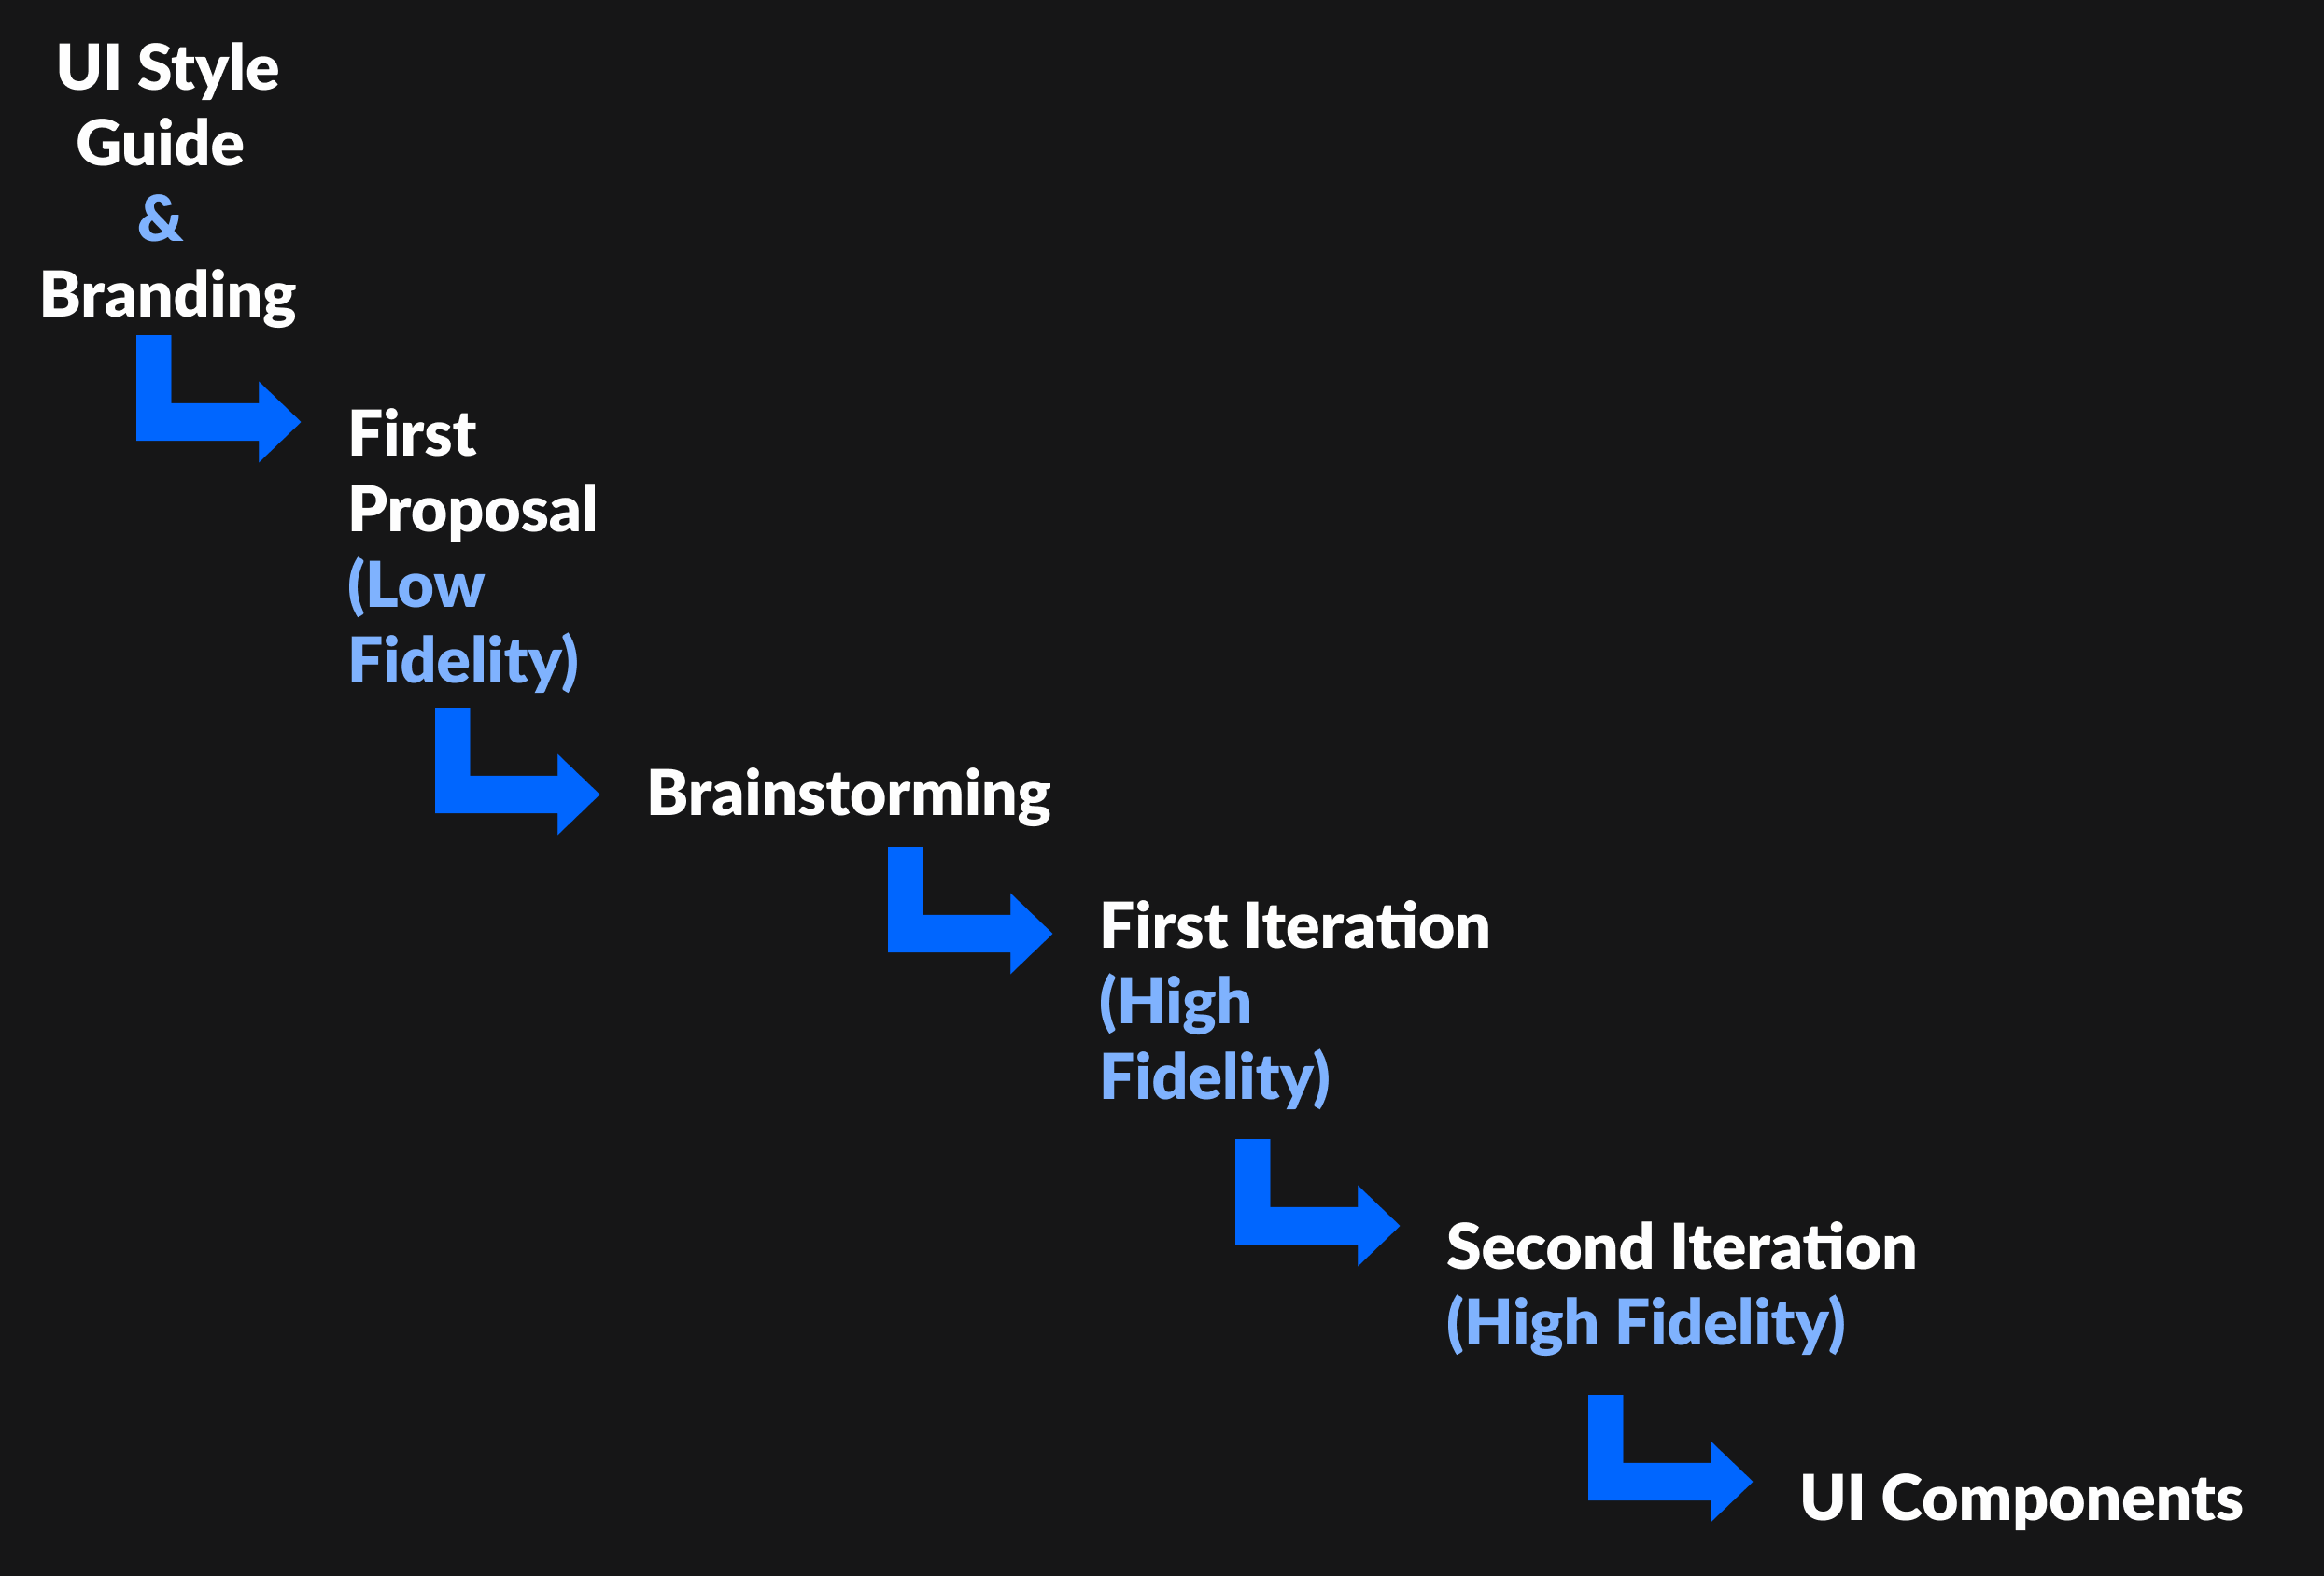 UI Style
Guide
&
Branding
First
Proposal
(Low
Fidelity)
Brainstorming
First Iteration
(High
Fidelity)
Second Iteration
(High Fidelity)
UI Components